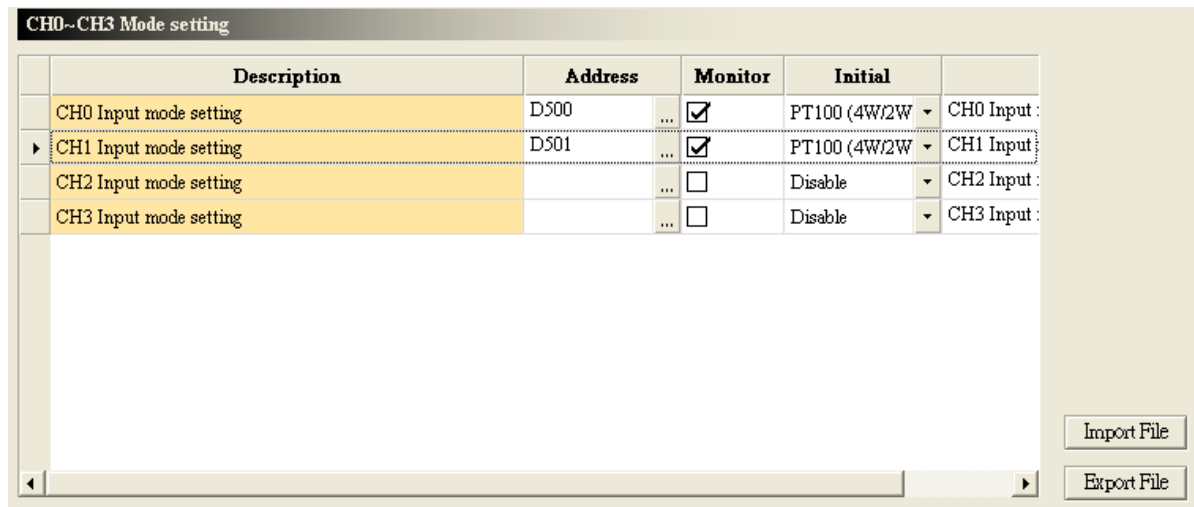 CH0~CH3 Mode setting
Description Address Monitor Initial
CH0 Input mode setting D500 ... PT100 (4W/2W CH0 Input :
CH1 Input mode setting D501 ... PT100 (4W/2W CH1 Input
CH2 Input mode setting ... Disable CH2 Input :
CH3 Input mode setting ... Disable CH3 Input :
Import File
Export File